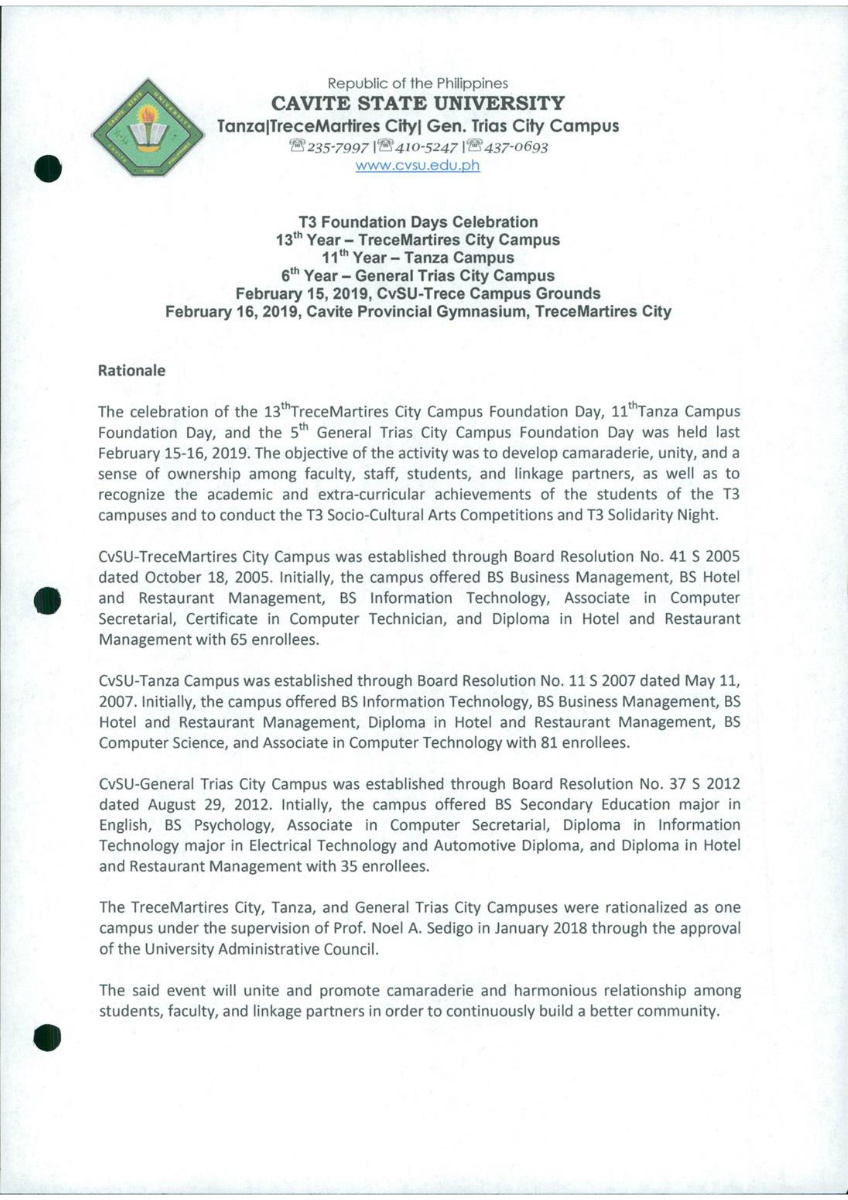 Republic of the Philippines
CAVITE STATE UNIVERSITY
Tanza|TreceMartires City| Gen. Trias City Campus
☏235-7997 |☏410-5247 |☏437-0693
www.cvsu.edu.ph
CAVITE STATE UNIVERSITY
T3 Foundation Days Celebration
13th Year – TreceMartires City Campus
11th Year – Tanza Campus
6th Year – General Trias City Campus
February 15, 2019, CvSU-Trece Campus Grounds
February 16, 2019, Cavite Provincial Gymnasium, TreceMartires City
Rationale
The celebration of the 13thTreceMartires City Campus Foundation Day, 11thTanza Campus
Foundation Day, and the 5th General Trias City Campus Foundation Day was held last
February 15-16, 2019. The objective of the activity was to develop camaraderie, unity, and a
sense of ownership among faculty, staff, students, and linkage partners, as well as to
recognize the academic and extra-curricular achievements of the students of the T3
campuses and to conduct the T3 Socio-Cultural Arts Competitions and T3 Solidarity Night.
CvSU-TreceMartires City Campus was established through Board Resolution No. 41 S 2005
dated October 18, 2005. Initially, the campus offered BS Business Management, BS Hotel
and Restaurant Management, BS Information Technology, Associate in Computer
Secretarial, Certificate in Computer Technician, and Diploma in Hotel and Restaurant
Management with 65 enrollees.
CvSU-Tanza Campus was established through Board Resolution No. 11 S 2007 dated May 11,
2007. Initially, the campus offered BS Information Technology, BS Business Management, BS
Hotel and Restaurant Management, Diploma in Hotel and Restaurant Management, BS
Computer Science, and Associate in Computer Technology with 81 enrollees.
CvSU-General Trias City Campus was established through Board Resolution No. 37 S 2012
dated August 29, 2012. Intially, the campus offered BS Secondary Education major in
English, BS Psychology, Associate in Computer Secretarial, Diploma in Information
Technology major in Electrical Technology and Automotive Diploma, and Diploma in Hotel
and Restaurant Management with 35 enrollees.
The TreceMartires City, Tanza, and General Trias City Campuses were rationalized as one
campus under the supervision of Prof. Noel A. Sedigo in January 2018 through the approval
of the University Administrative Council.
The said event will unite and promote camaraderie and harmonious relationship among
students, faculty, and linkage partners in order to continuously build a better community.